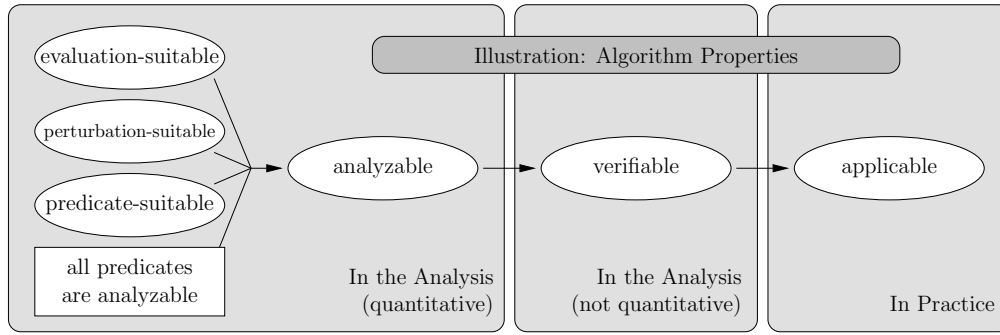 Illustration: Algorithm Properties
evaluation-suitable
perturbation-suitable
predicate-suitable
all predicates
are analyzable
analyzable
In the Analysis
(quantitative)
verifiable
In the Analysis
(not quantitative)
applicable
In Practice